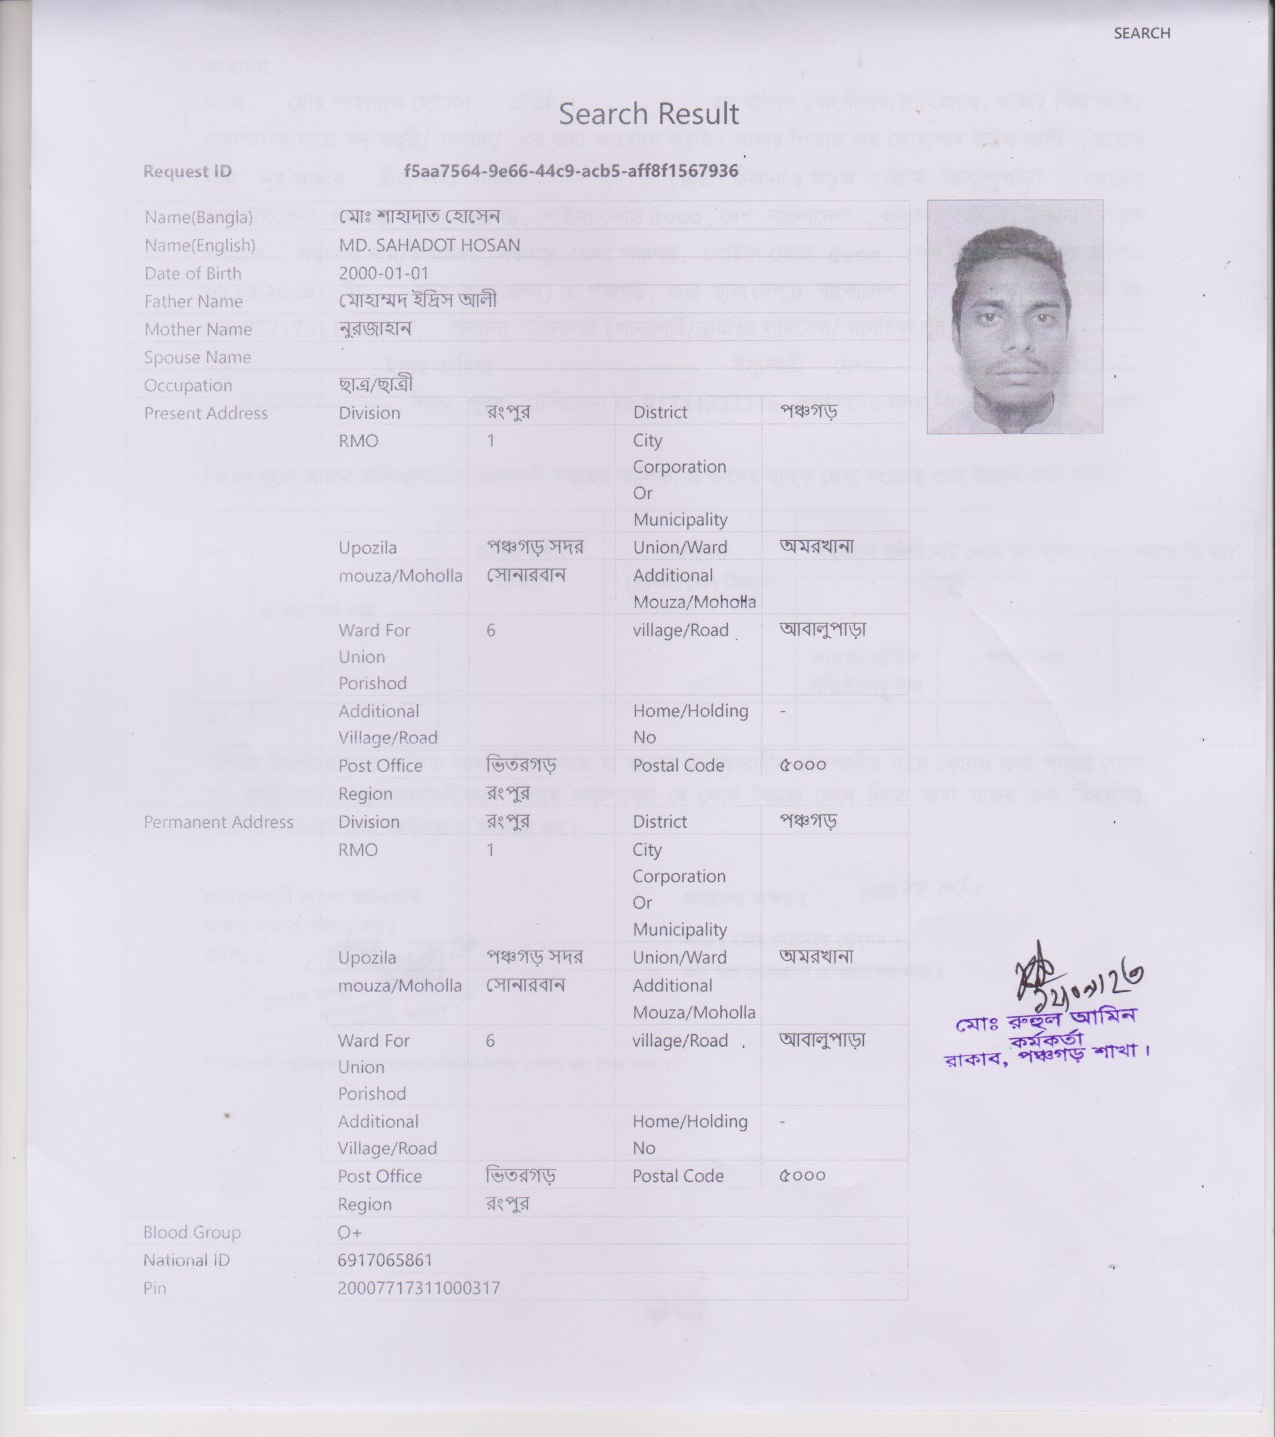 SEARCH
Search Result
Request ID f5aa7564-9e66-44c9-acb5-aff8f1567936
Name(Bangla) মোঃ শাহাদাত হোসেন
Name(English) MD. SAHADOT HOSAN
Date of Birth 2000-01-01
Father Name মোহাম্মদ ইদ্রিস আলী
Mother Name নুরজাহান
Spouse Name
Occupation ছাত্র/ছাত্রী
Present Address Division রংপুর District পঞ্চগড়
RMO 1 City
Corporation
Or
Municipality
Upozila পঞ্চগড় সদর Union/Ward অমরখানা
mouza/Moholla সোনারবান Additional
Mouza/Moholla
Ward For 6 village/Road আবালুপাড়া
Union
Porishod
Additional Home/Holding -
Village/Road No
Post Office ভিতরগড় Postal Code ৫০০০
Region রংপুর
Permanent Address Division রংপুর District পঞ্চগড়
RMO 1 City
Corporation
Or
Municipality
Upozila পঞ্চগড় সদর Union/Ward অমরখানা
mouza/Moholla সোনারবান Additional
Mouza/Moholla
Ward For 6 village/Road আবালুপাড়া
Union
Porishod
Additional Home/Holding -
Village/Road No
Post Office ভিতরগড় Postal Code ৫০০০
Region রংপুর
Blood Group O+
National ID 6917065861
Pin 20007717311000317
মোঃ রুহুল আমিন
কর্মকর্তা
রাকাব, পঞ্চগড় শাখা।